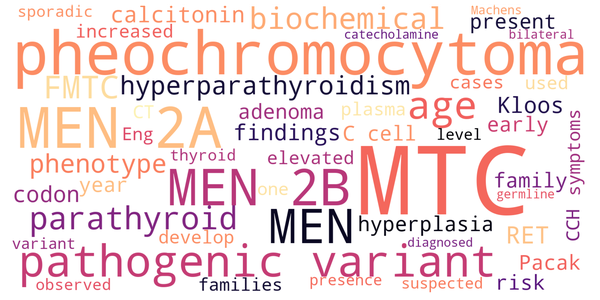 sporadic calcitonin biochemical Machens present
increased catecholamine bilateral
pheochromocytoma
FMTC hyperparathyroidism cases used
CT adenoma plasma age Kloos
MEN 2A Eng findings C cell level early
phenotype thyroid elevated MTC symptoms
year MEN 2B one family
codon germline
parathyroid MEN hyperplasia CCH
variant develop diagnosed RET
pathogenic variant Pacak
observed families presence suspected risk